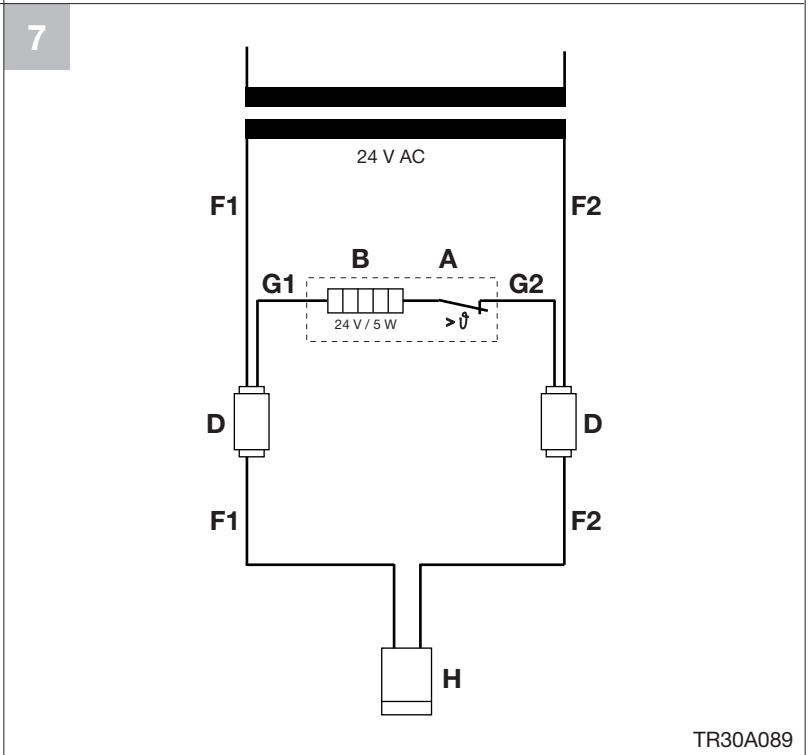 7
24 V AC
F1 F2
B A
G1 G2
24 V / 5 W >ϑ
D D
F1 F2
H
TR30A089